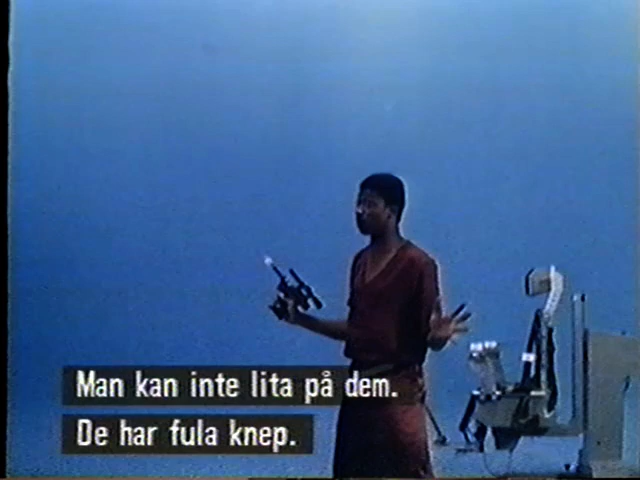 Man kan inte lita på dem.
De har fula knep.